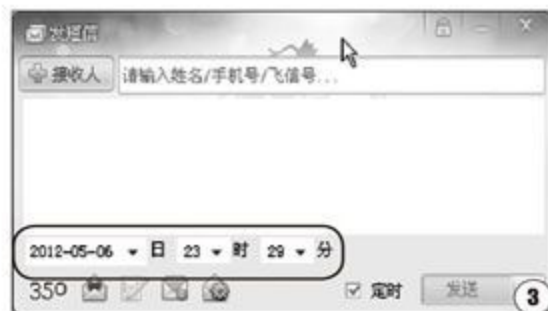 发短信
接收人 请输入姓名/手机号/飞信号...
2012-05-06 日 23 时 29 分
350 定时 发送 3